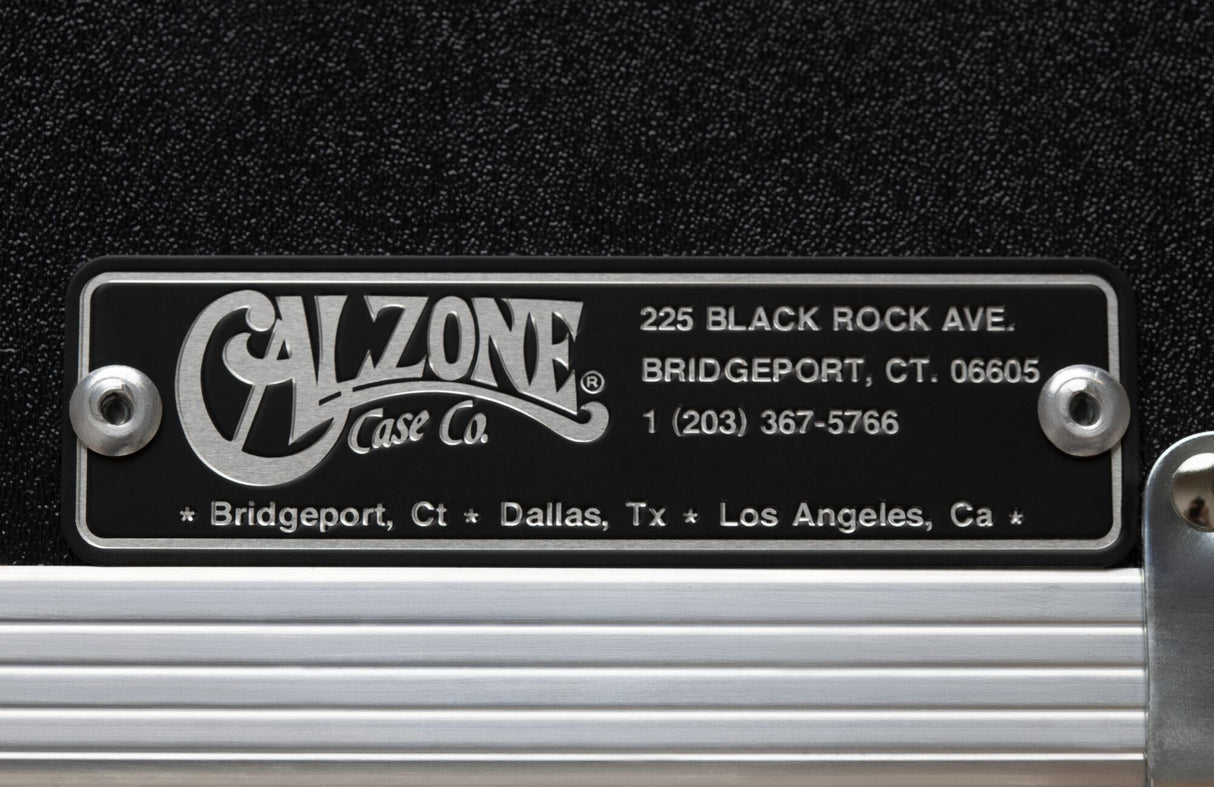 CALZONE®
Case Co.
225 BLACK ROCK AVE.
BRIDGEPORT, CT. 06605
1 (203) 367-5766
* Bridgeport, Ct * Dallas, Tx * Los Angeles, Ca *